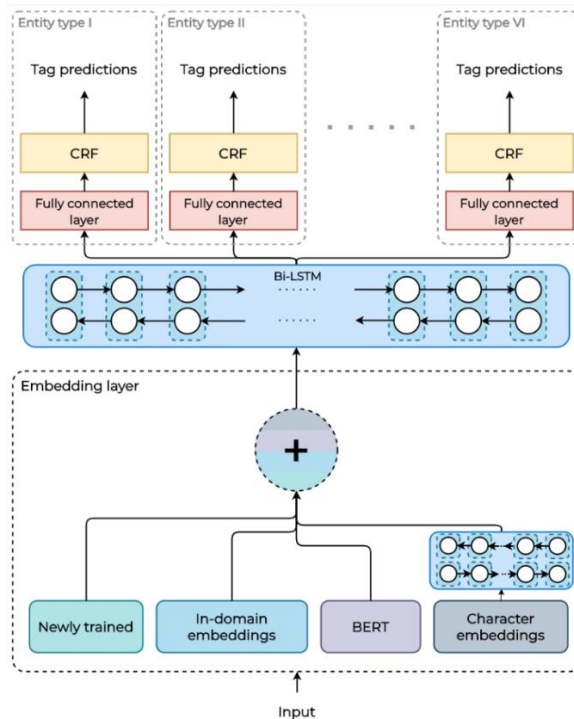 Entity type I
Entity type II
Entity type VI
Tag predictions
Tag predictions
Tag predictions
CRF
CRF
CRF
Fully connected
layer
Fully connected
layer
Fully connected
layer
Bi-LSTM
Embedding layer
+
Newly trained
In-domain
embeddings
BERT
Character
embeddings
Input